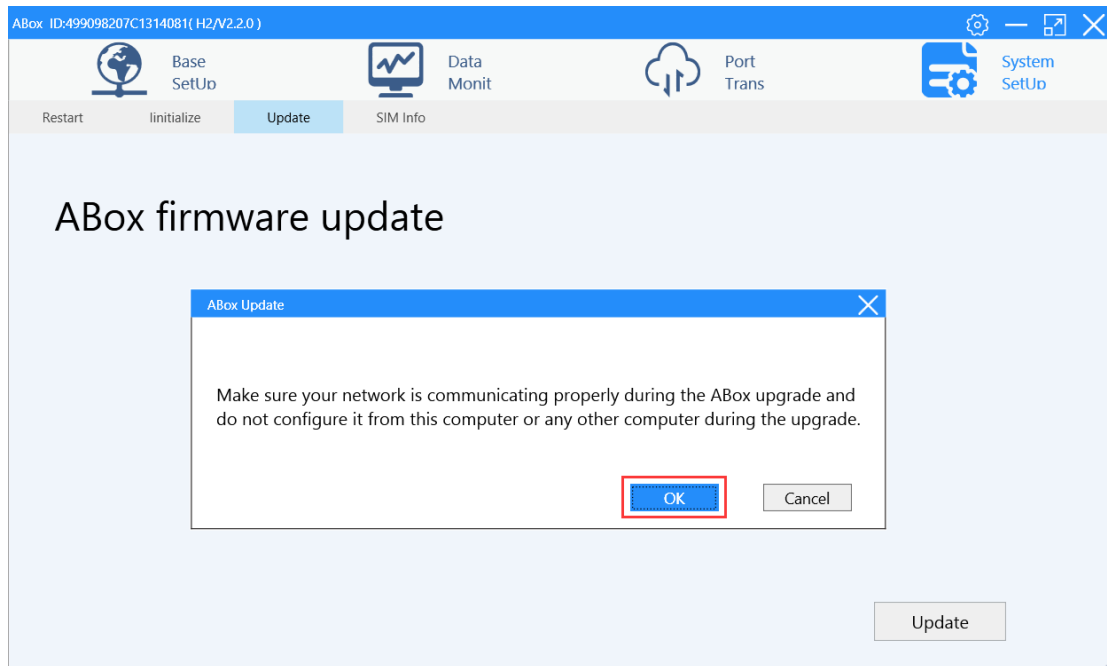 ABox ID:499098207C1314081( H2/V2.2.0 )
Base
SetUp
Data
Monit
Port
Trans
System
SetUp
Restart
Iinitialize
Update
SIM Info
ABox firmware update
ABox Update
Make sure your network is communicating properly during the ABox upgrade and
do not configure it from this computer or any other computer during the upgrade.
OK
Cancel
Update